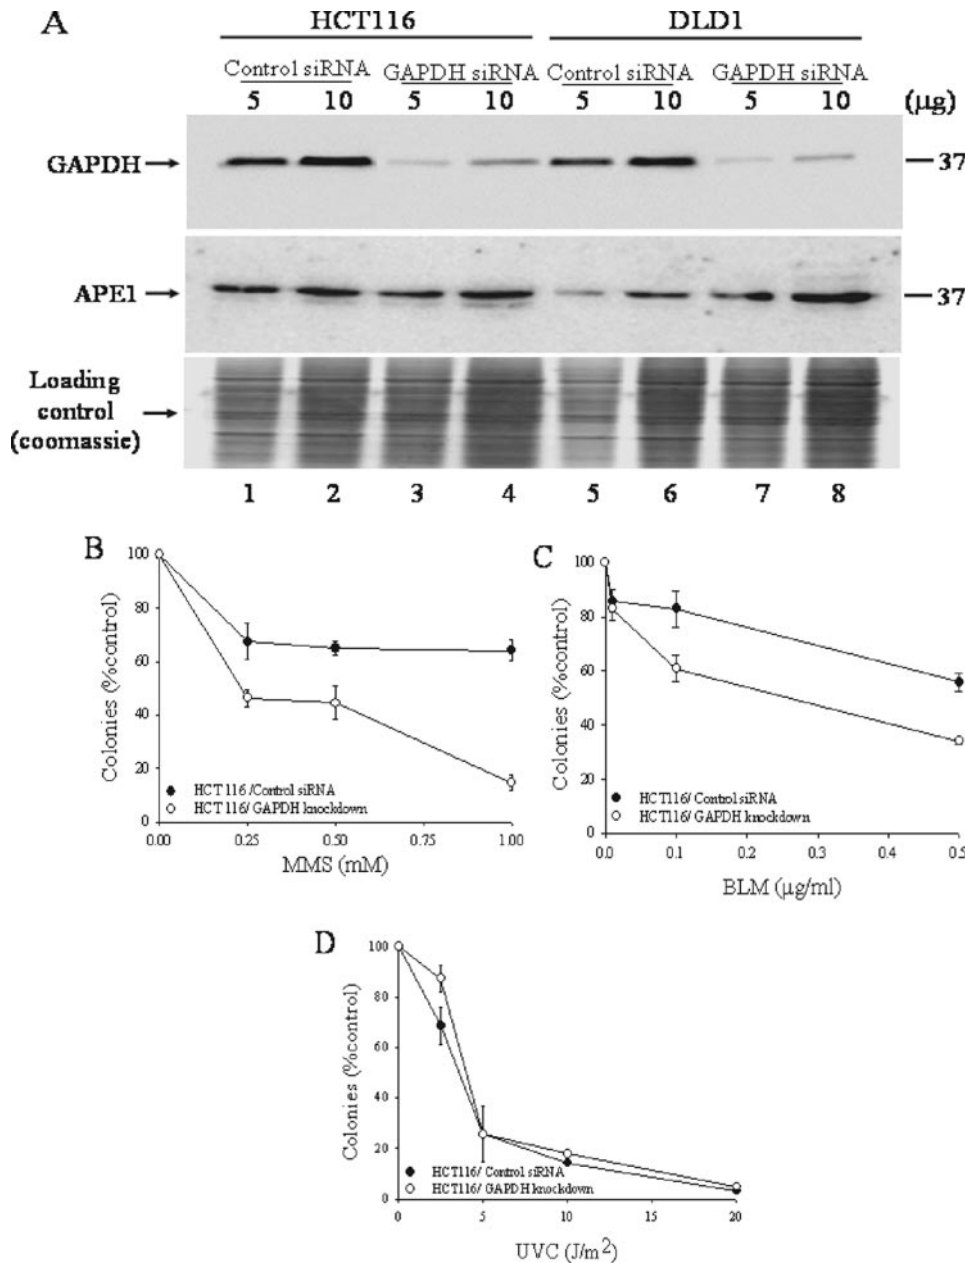 A
HCT116 DLD1
Control siRNA GAPDH siRNA Control siRNA GAPDH siRNA
5 10 5 10 5 10 5 10 (μg)
GAPDH 37
APE1 37
Loading
control
(coomassie)
1 2 3 4 5 6 7 8
B
100
80
60
40
20
0
Colonies (%control)
HCT 116 /Control siRNA
HCT 116/ GAPDH knockdown
0.00 0.25 0.50 0.75 1.00
MMS (mM)
C
100
80
60
40
20
0
Colonies (%control)
HCT116/ Control siRNA
HCT116/ GAPDH knockdown
0.0 0.1 0.2 0.3 0.4 0.5
BLM (μg/ml)
D
100
80
60
40
20
0
Colonies (%control)
HCT116/ Control siRNA
HCT116/ GAPDH knockdown
0 5 10 15 20
UVC (J/m²)